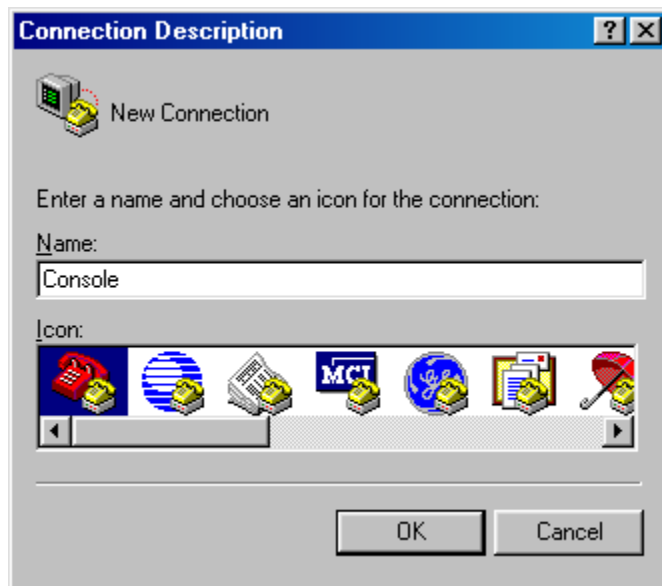 Connection Description
New Connection
Enter a name and choose an icon for the connection:
Name:
Console
Icon:
MCI
OK Cancel